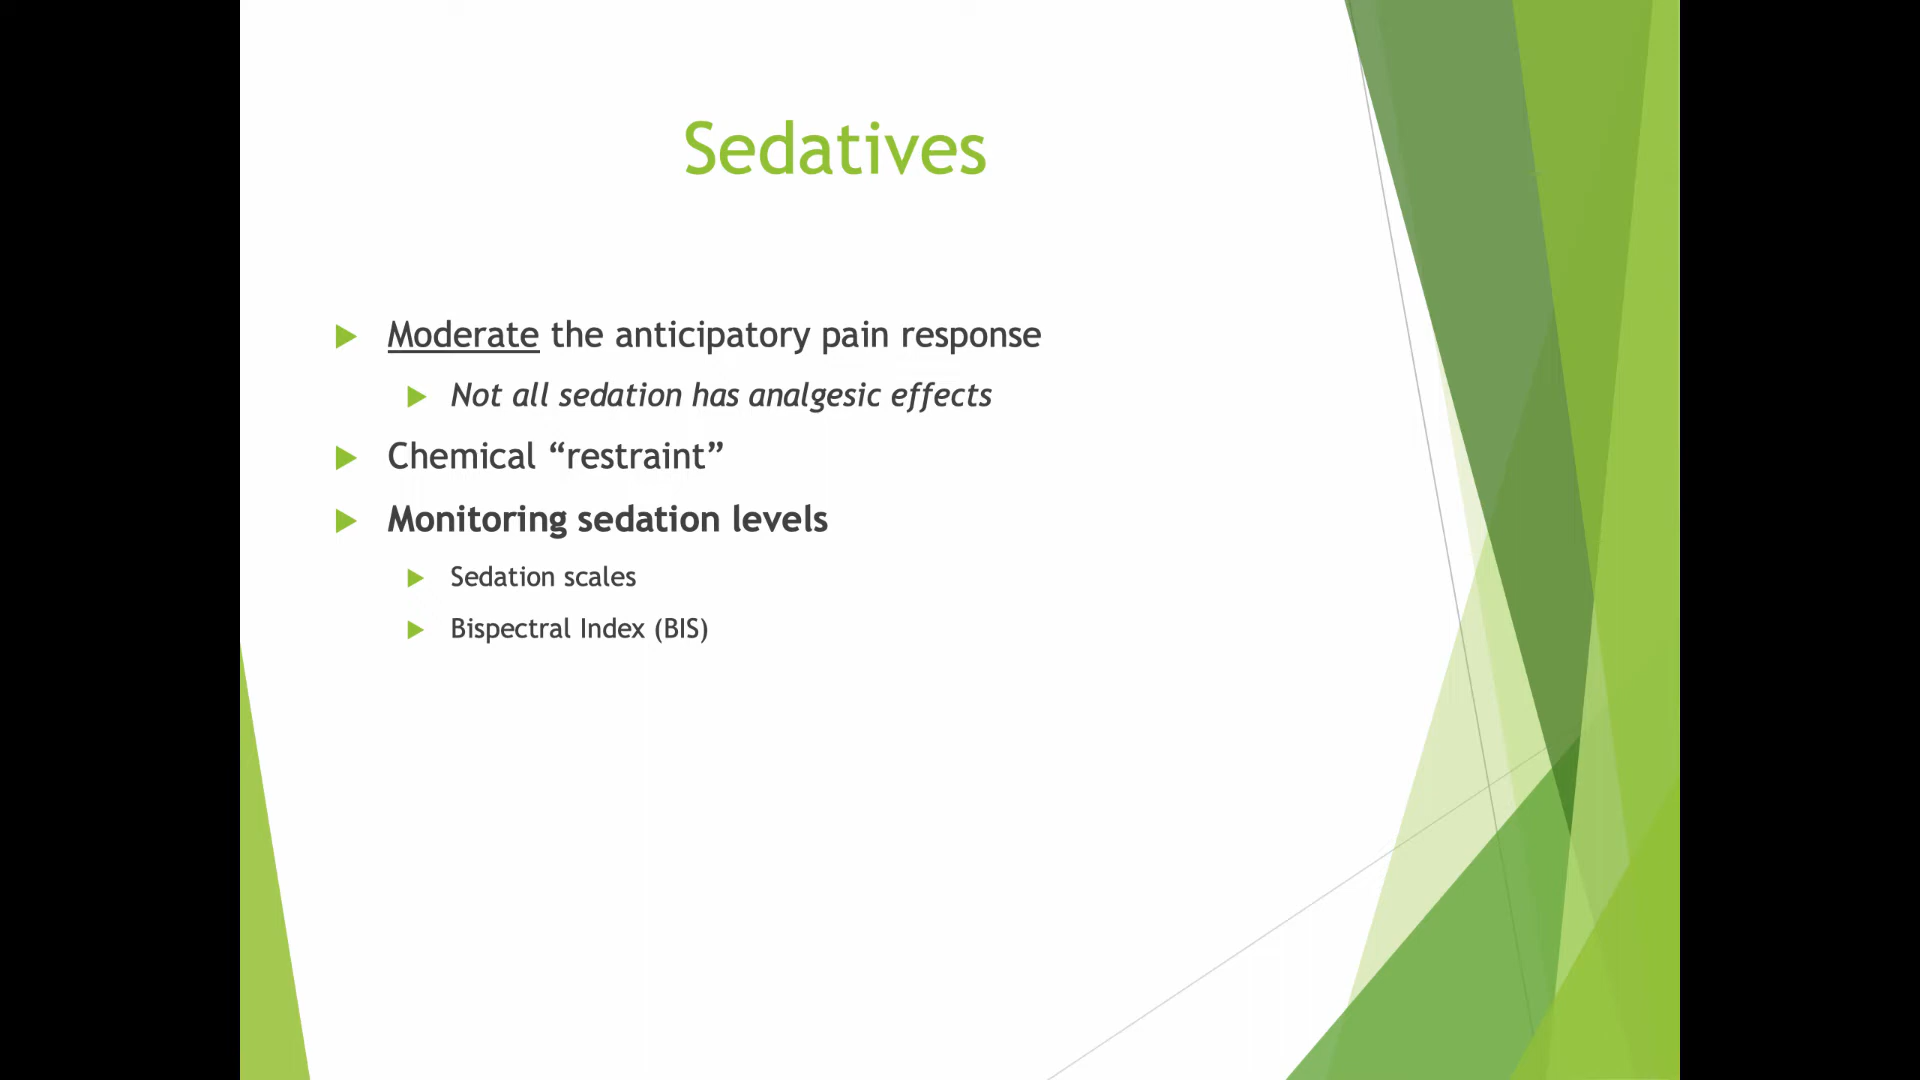 Sedatives
Moderate the anticipatory pain response
Not all sedation has analgesic effects
Chemical “restraint”
Monitoring sedation levels
Sedation scales
Bispectral Index (BIS)